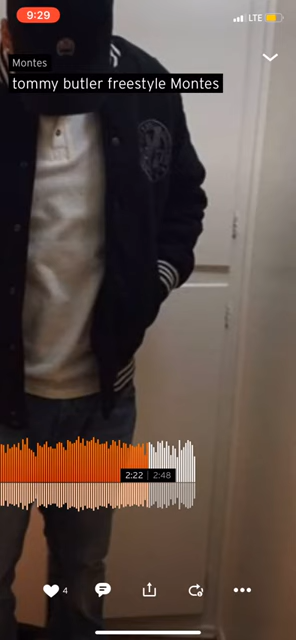 9:29
LTE
Montes
tommy butler freestyle Montes
2:22 | 2:48
4